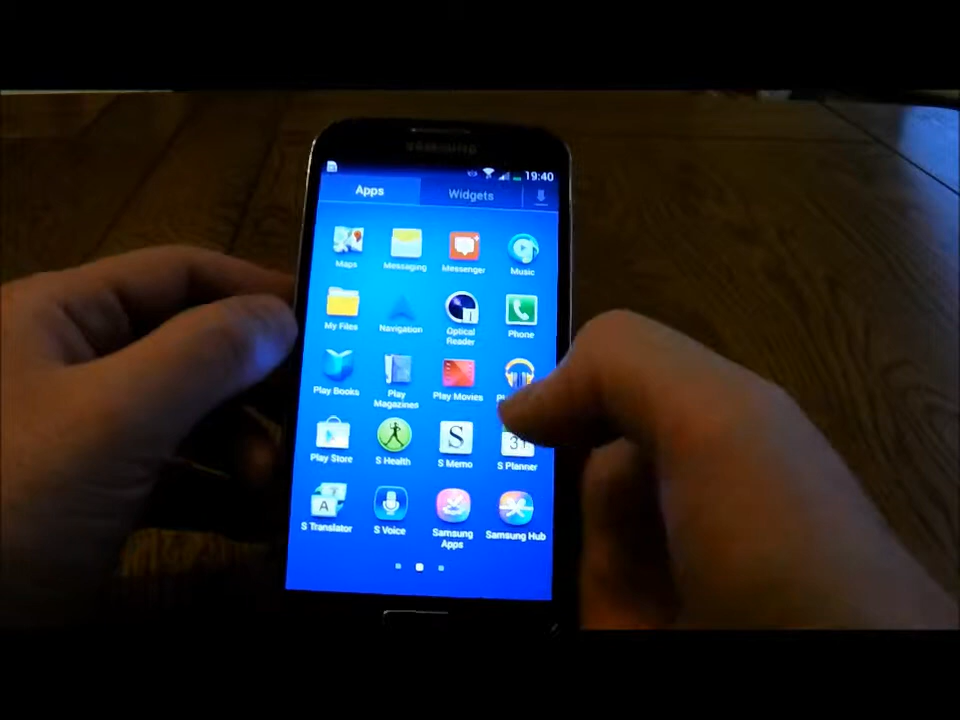 SAMSUNG
19:40
Apps Widgets
Maps Messaging Messenger Music
My Files Navigation Optical Reader Phone
Play Books Play Magazines Play Movies
31
Play Store S Health S Memo S Planner
S
A
S Translator S Voice Samsung Apps Samsung Hub